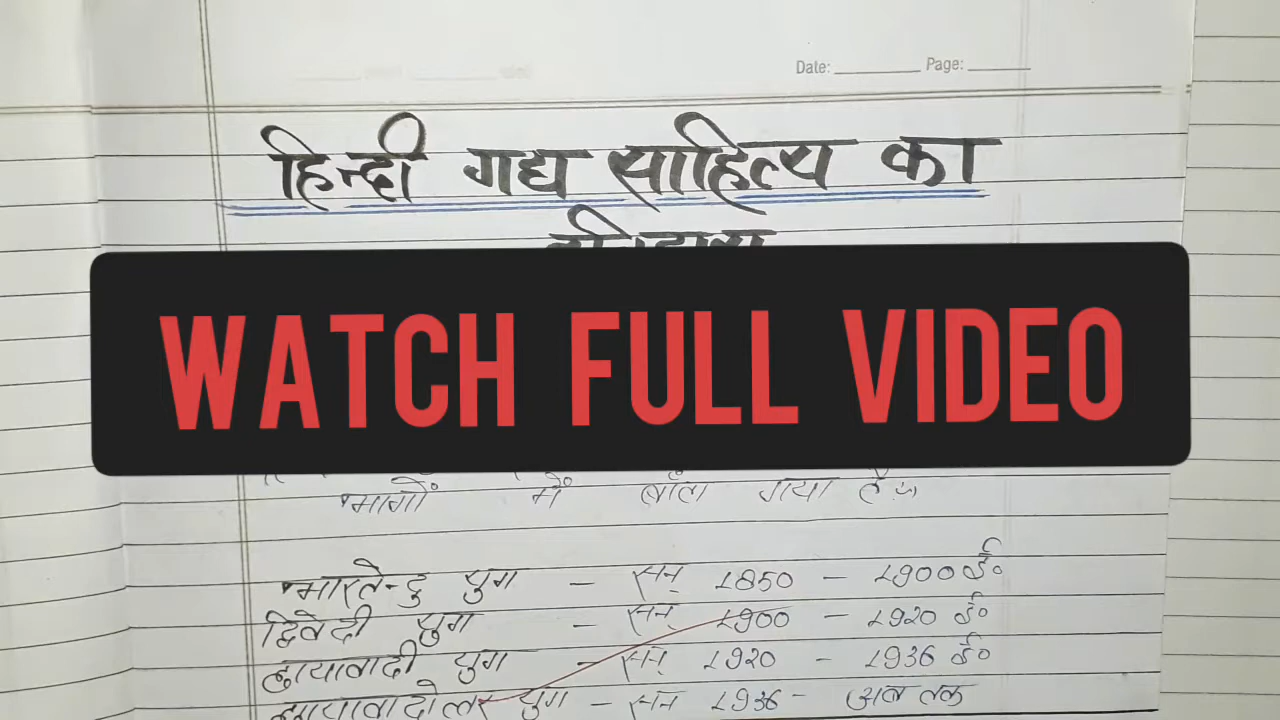 Date: Page:
हिन्दी गद्य साहित्य का
WATCH FULL VIDEO
भागों में बाँटा गया है :-
भारतेन्दु युग - सन् 1850 - 1900 ई०
द्विवेदी युग - सन् 1900 - 1920 ई०
छायावादी युग - सन् 1920 - 1936 ई०
छायावादोत्तर युग - सन् 1936 - अब तक